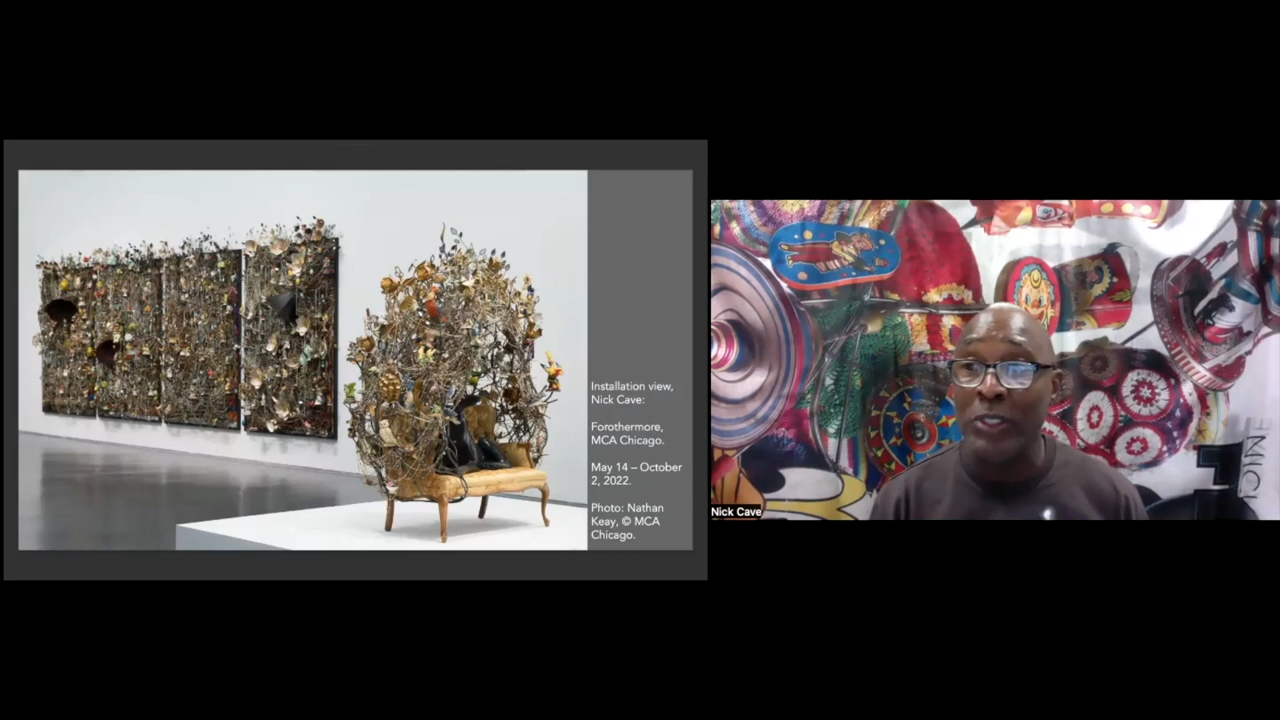 Installation view,
Nick Cave:
Forothermore,
MCA Chicago.
May 14 – October
2, 2022.
Photo: Nathan
Keay, © MCA
Chicago.
Nick Cave